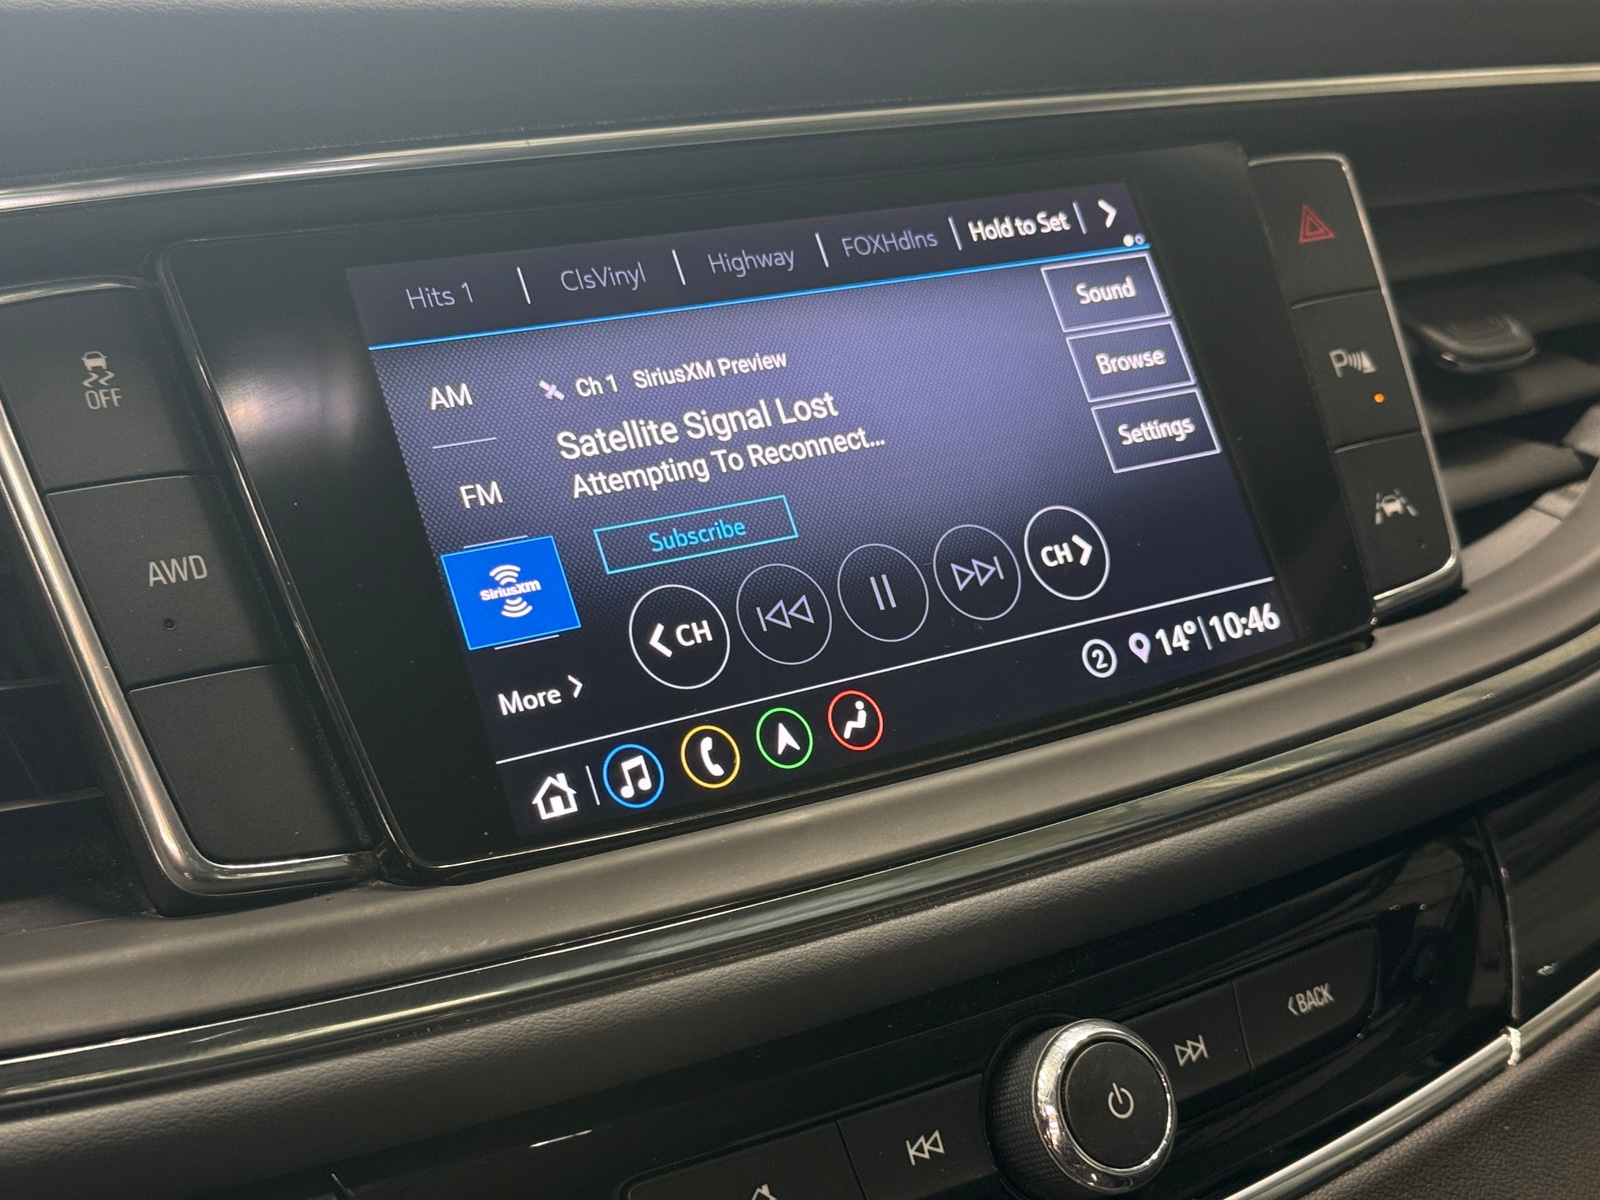 Hits 1 | ClsVinyl | Highway | FOXHdlns | Hold to Set |
Sound
Browse
Settings
AM
FM
SiriusXm
More
Ch 1 SiriusXM Preview
Satellite Signal Lost
Attempting To Reconnect...
Subscribe
CH
CH
2 14° | 10:46
OFF
AWD
P
BACK